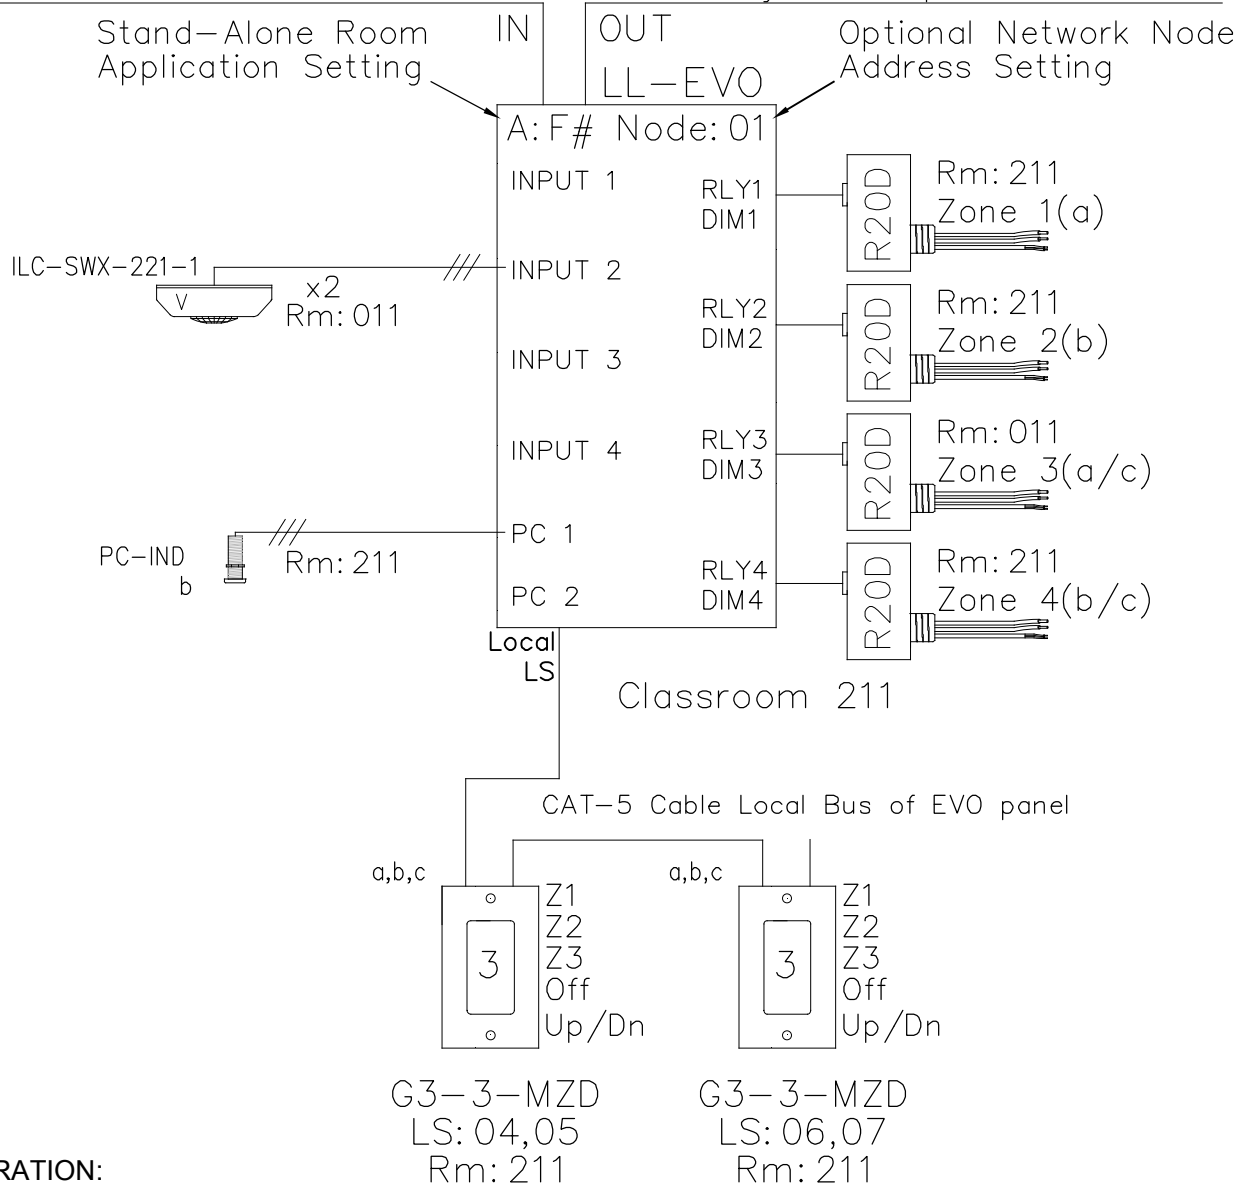 IN
OUT
Stand-Alone Room
Application Setting
Optional Network Node
Address Setting
LL-EVO
A:F# Node:01
INPUT 1
INPUT 2
INPUT 3
INPUT 4
PC 1
PC 2
RLY1
DIM1
RLY2
DIM2
RLY3
DIM3
RLY4
DIM4
ILC-SWX-221-1
V
x2
Rm:011
PC-IND
b
Rm:211
R20D
Rm:211
Zone 1(a)
R20D
Rm:211
Zone 2(b)
R20D
Rm:011
Zone 3(a/c)
R20D
Rm:211
Zone 4(b/c)
Local
LS
Classroom 211
CAT-5 Cable Local Bus of EVO panel
a,b,c
3
Z1
Z2
Z3
Off
Up/Dn
G3-3-MZD
LS:04,05
Rm:211
a,b,c
3
Z1
Z2
Z3
Off
Up/Dn
G3-3-MZD
LS:06,07
Rm:211
RATION: